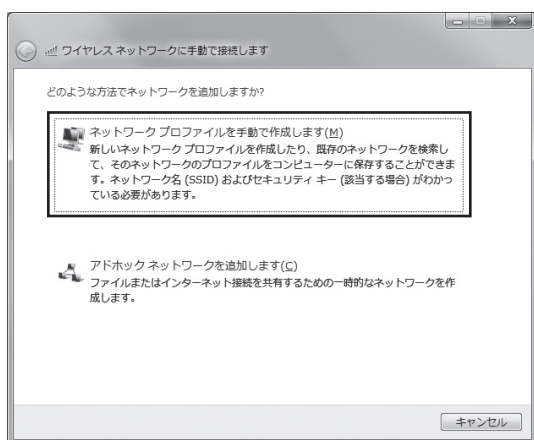 ワイヤレス ネットワークに手動で接続します
どのような方法でネットワークを追加しますか?
ネットワーク プロファイルを手動で作成します(M)
新しいネットワーク プロファイルを作成したり、既存のネットワークを検索し
て、そのネットワークのプロファイルをコンピューターに保存することができま
す。ネットワーク名 (SSID) およびセキュリティ キー (該当する場合) がわかっ
ている必要があります。
アドホック ネットワークを追加します(C)
ファイルまたはインターネット接続を共有するための一時的なネットワークを作
成します。
キャンセル